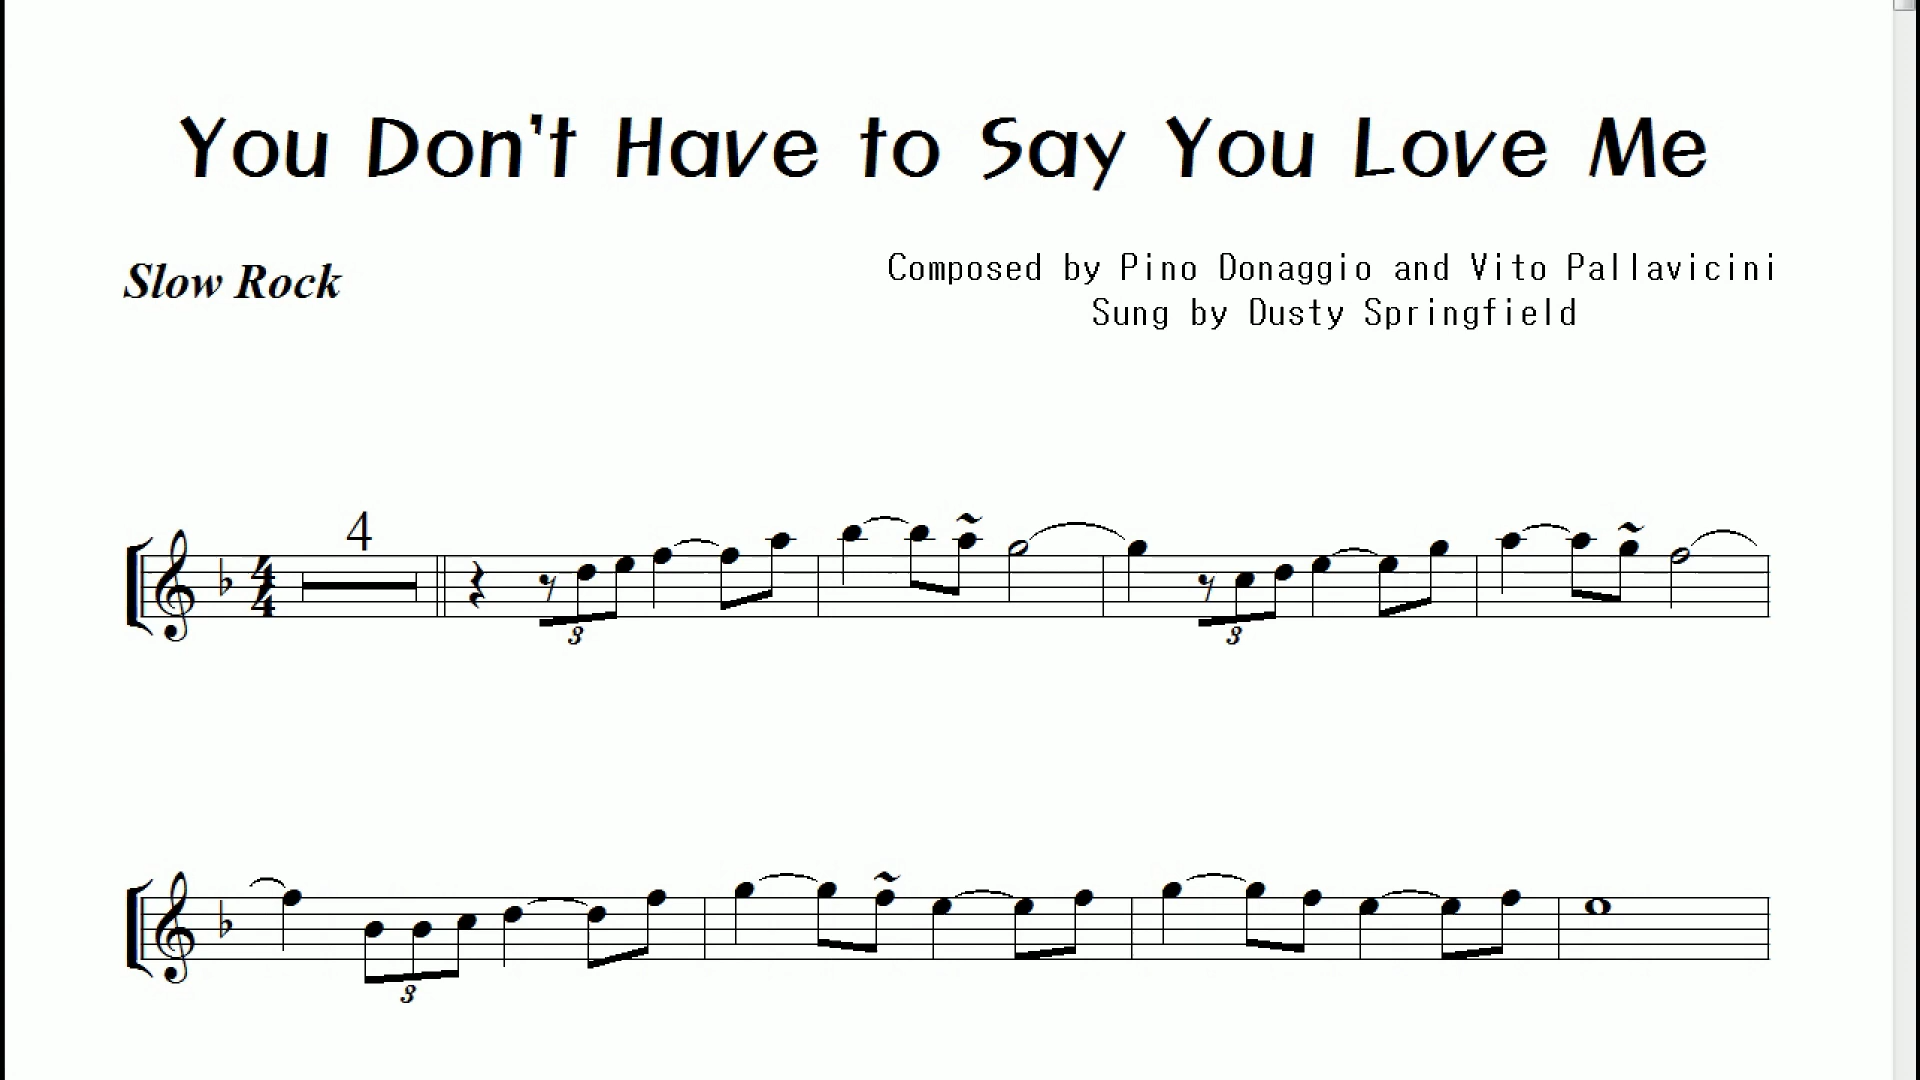 You Don't Have to Say You Love Me
Slow Rock
Composed by Pino Donaggio and Vito Pallavicini
Sung by Dusty Springfield
4
4
4
3
3
3